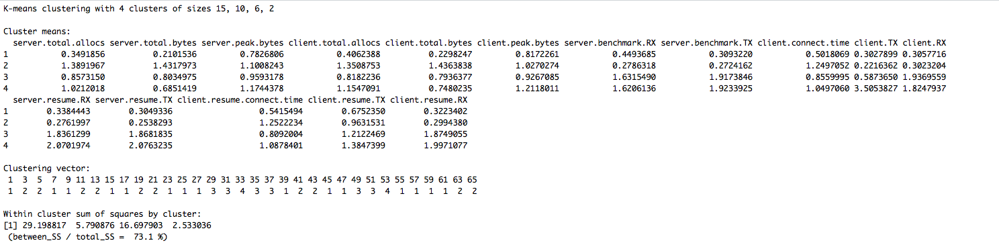 K-means clustering with 4 clusters of sizes 15, 10, 6, 2
Cluster means:
  server.total.allocs server.total.bytes server.peak.bytes client.total.allocs client.total.bytes client.peak.bytes server.benchmark.RX server.benchmark.TX client.connect.time client.TX client.RX
1 0.3491856 0.2101536 0.7826806 0.4062388 0.2298247 0.8172261 0.4493685 0.3093220 0.5018069 0.3027899 0.3057716
2 1.3891967 1.4317973 1.1008243 1.3508753 1.4363838 1.0270274 0.2786318 0.2724162 1.2497052 0.2216362 0.3023204
3 0.8573150 0.8034975 0.9593178 0.8182236 0.7936377 0.9267085 1.6315490 1.9173846 0.8559995 0.5873650 1.9369559
4 1.0212018 0.6851419 1.1744378 1.1547091 0.7480235 1.2118011 1.6206136 1.9233925 1.0497060 3.5053827 1.8247937
  server.resume.RX server.resume.TX client.resume.connect.time client.resume.TX client.resume.RX
1 0.3384443 0.3049336 0.5415494 0.6752350 0.3223402
2 0.2761997 0.2538293 1.2522234 0.9631531 0.2994380
3 1.8361299 1.8681835 0.8092004 1.2122469 1.8749055
4 2.0701974 2.0763235 1.0878401 1.3847399 1.9971077
Clustering vector:
 1  3  5  7  9 11 13 15 17 19 21 23 25 27 29 31 33 35 37 39 41 43 45 47 49 51 53 55 57 59 61 63 65
 1  2  2  1  1  2  2  1  1  2  2  1  1  1  3  3  4  3  3  1  2  2  1  1  3  3  4  1  1  1  1  2  2
Within cluster sum of squares by cluster:
[1] 29.198817  5.790876 16.697903  2.533036
 (between_SS / total_SS =  73.1 %)